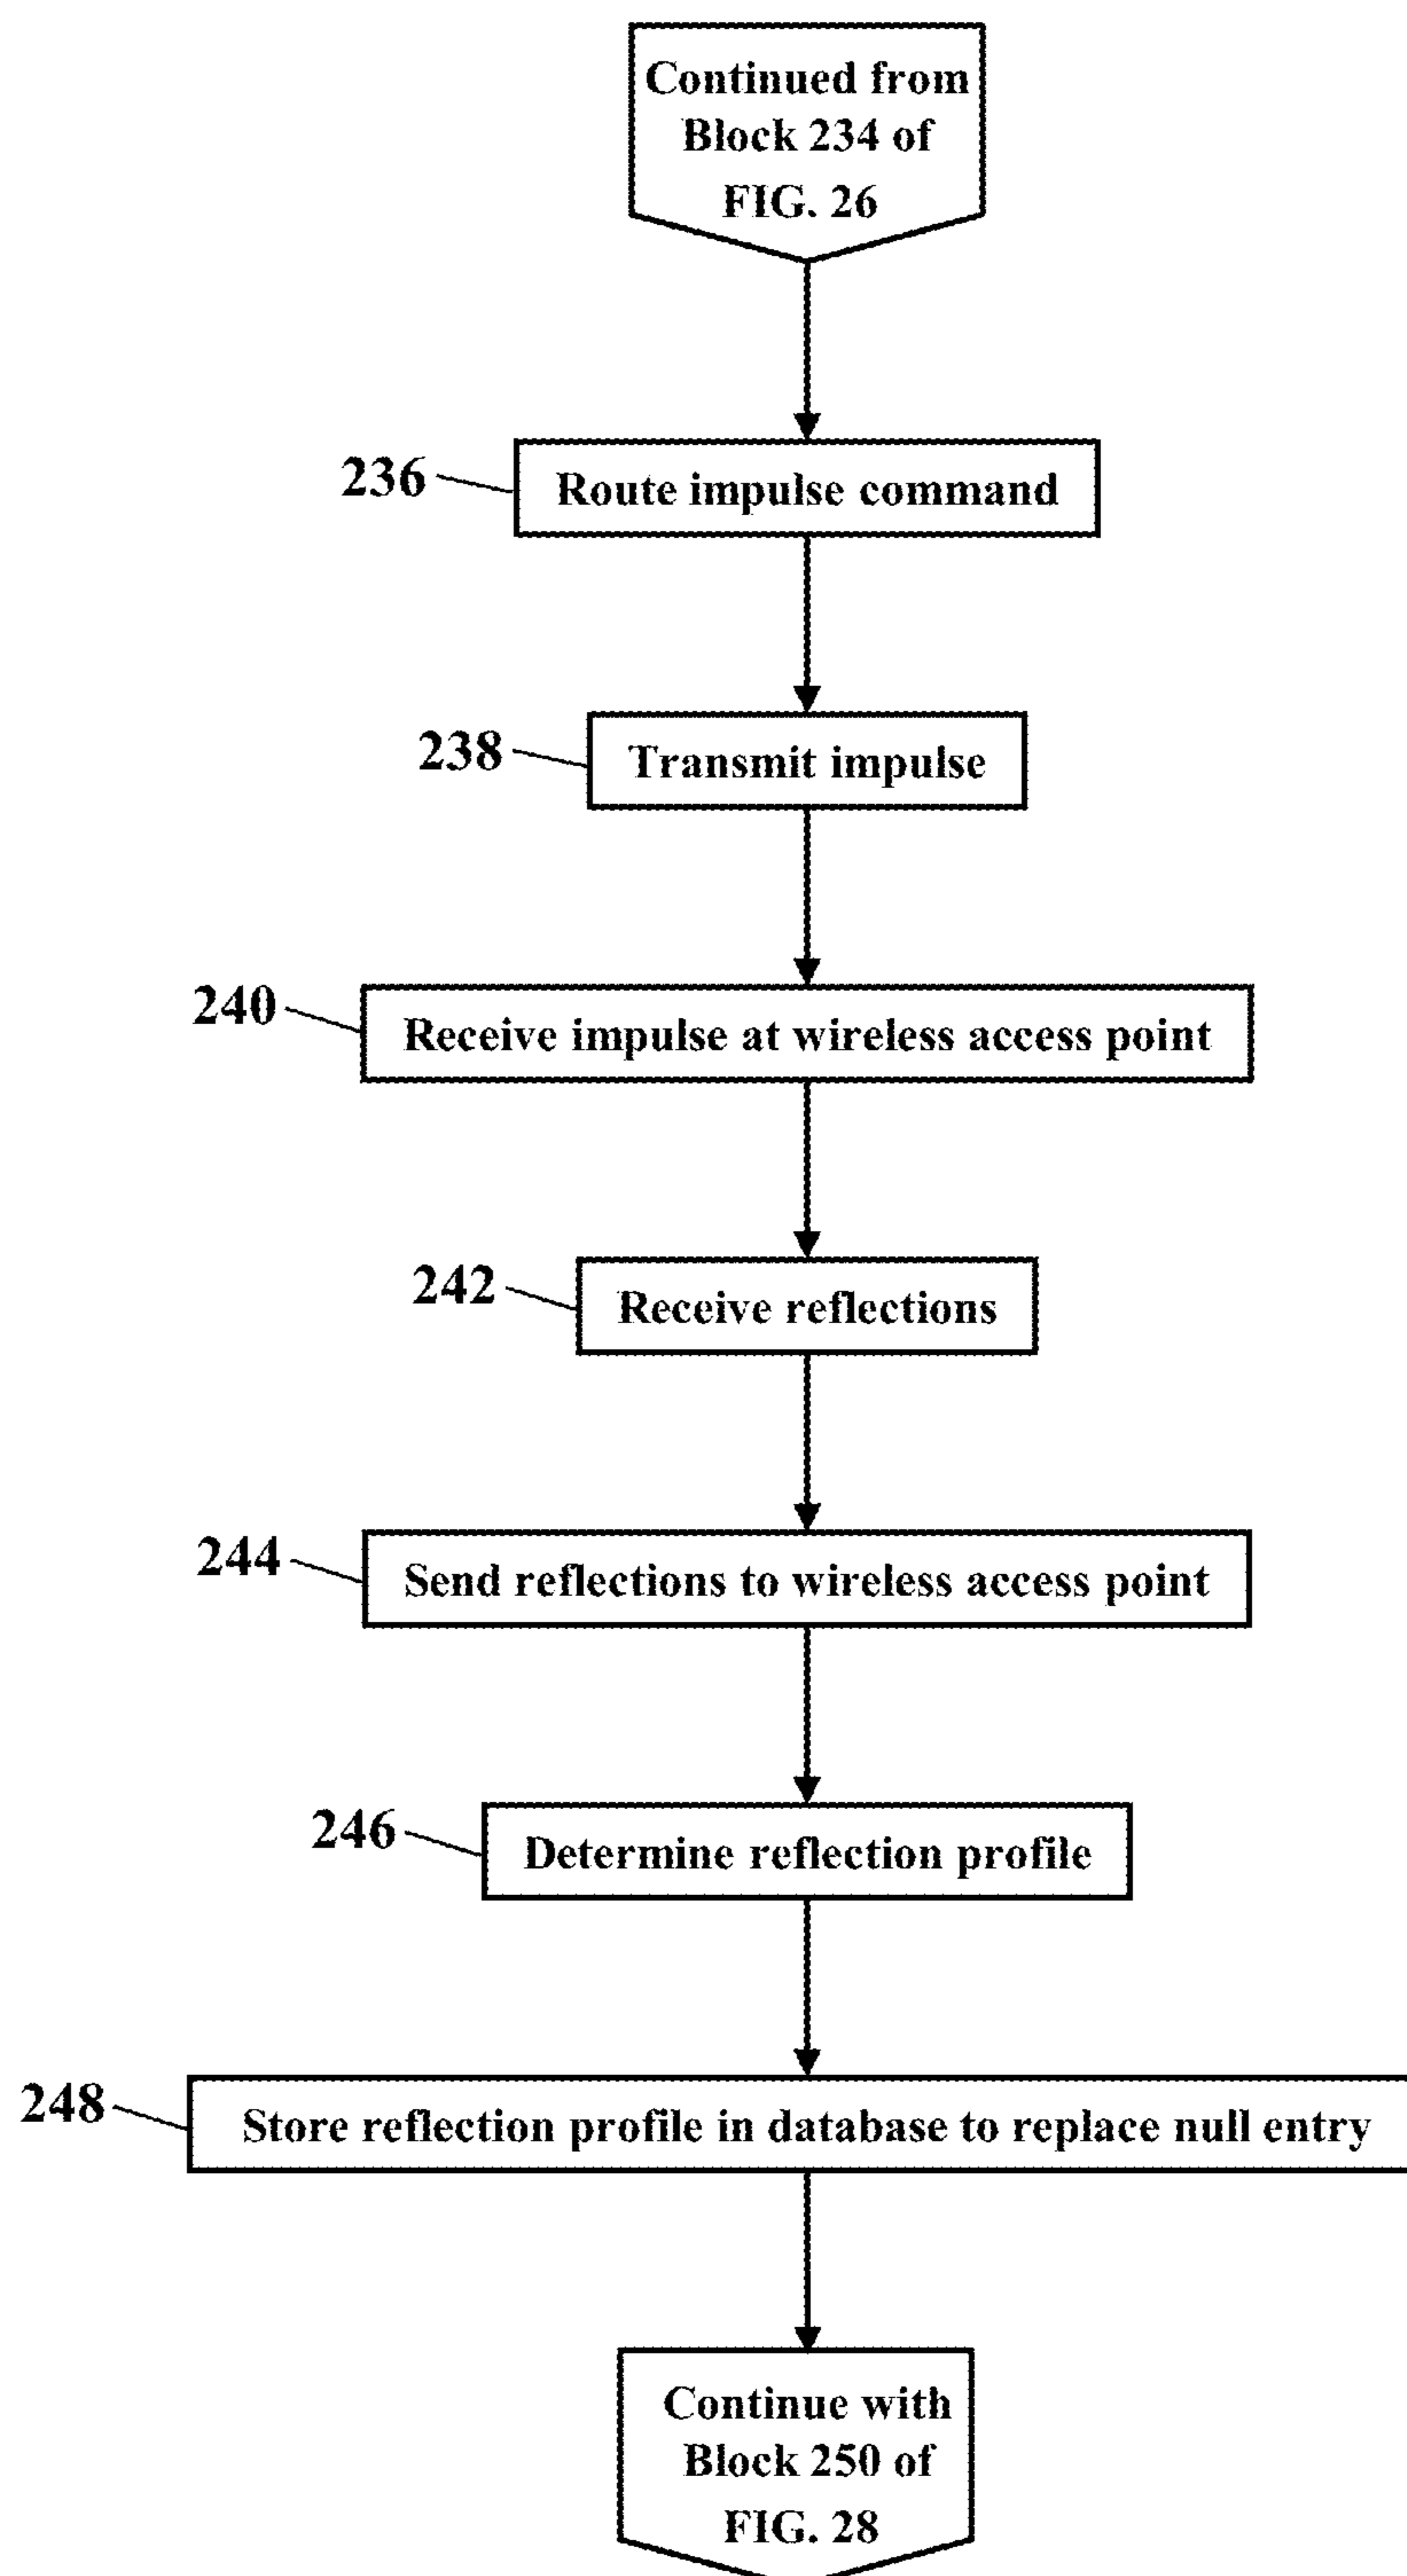 Continued from
Block 234 of
FIG. 26
236
Route impulse command
238
Transmit impulse
240
Receive impulse at wireless access point
242
Receive reflections
244
Send reflections to wireless access point
246
Determine reflection profile
248
Store reflection profile in database to replace null entry
Continue with
Block 250 of
FIG. 28